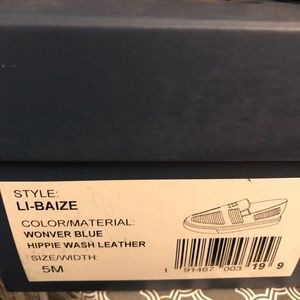 STYLE:
LI-BAIZE
COLOR/MATERIAL:
WONVER BLUE
HIPPIE WASH LEATHER
SIZE/WIDTH:
5M
1 91467 003 19 9